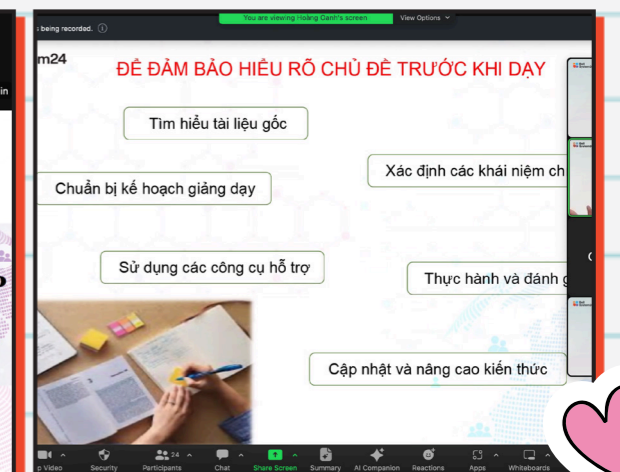 in
being recorded.
You are viewing Hoàng Oanh's screen
View Options
m24
ĐỂ ĐẢM BẢO HIỂU RÕ CHỦ ĐỀ TRƯỚC KHI DẠY
Tìm hiểu tài liệu gốc
Xác định các khái niệm ch
Chuẩn bị kế hoạch giảng dạy
Sử dụng các công cụ hỗ trợ
Thực hành và đánh g
Cập nhật và nâng cao kiến thức
p Video
Security
Participants
24
Chat
Share Screen
Summary
AI Companion
Reactions
Apps
Whiteboards